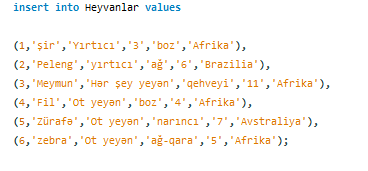 insert into Heyvanlar values
(1,'şir','Yırtıcı','3','boz','Afrika'),
(2,'Peleng','yırtıcı','ağ','6','Brazilia'),
(3,'Meymun','Hər şey yeyən','qehveyi','11','Afrika'),
(4,'Fil','Ot yeyən','boz','4','Afrika'),
(5,'Zürafə','Ot yeyən','narıncı','7','Avstraliya'),
(6,'zebra','Ot yeyən','ağ-qara','5','Afrika');